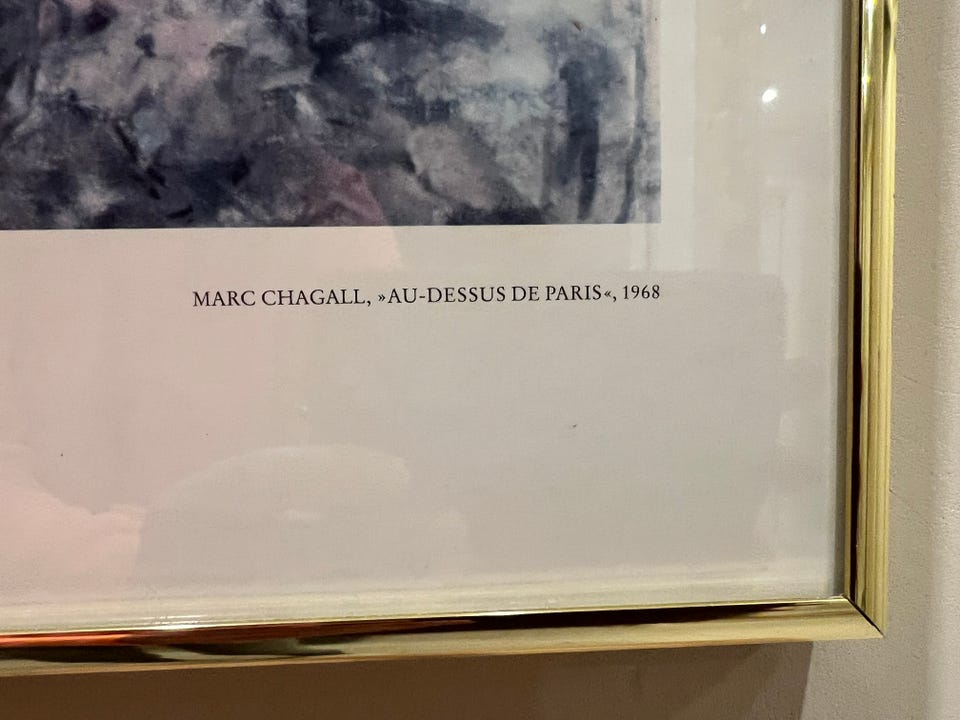 MARC CHAGALL, »AU-DESSUS DE PARIS«, 1968